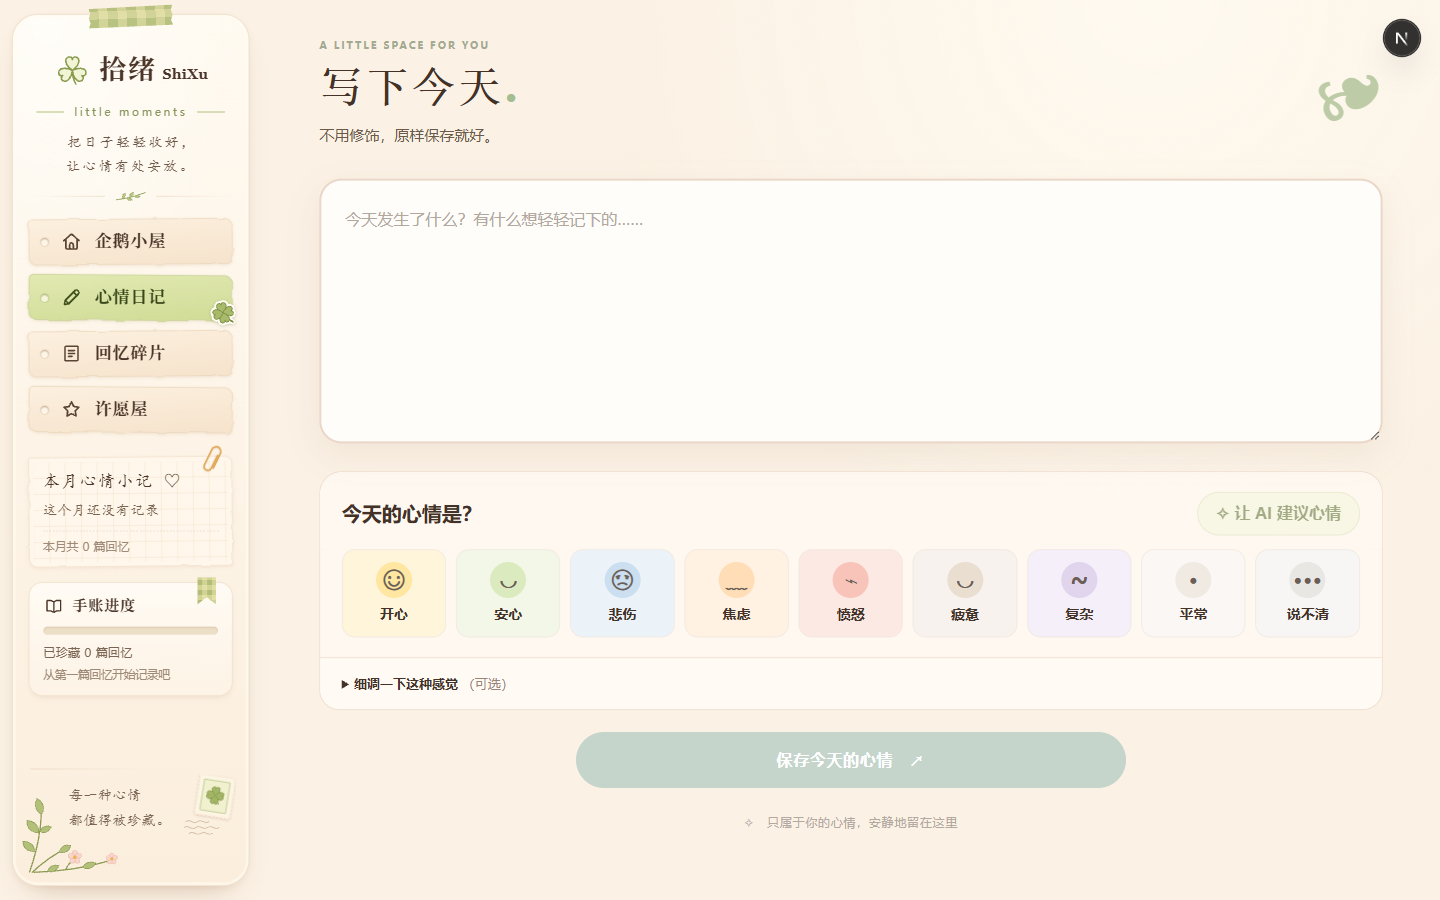 拾绪 ShiXu
little moments
把日子轻轻收好，
让心情有处安放。
企鹅小屋
心情日记
回忆碎片
许愿屋
本月心情小记 ♡
这个月还没有记录
本月共 0 篇回忆
手账进度
已珍藏 0 篇回忆
从第一篇回忆开始记录吧
每一种心情
都值得被珍藏。
A LITTLE SPACE FOR YOU
写下今天.
不用修饰，原样保存就好。
今天发生了什么？有什么想轻轻记下的……
今天的心情是？
✧ 让 AI 建议心情
开心
安心
悲伤
焦虑
愤怒
疲惫
复杂
平常
说不清
▶ 细调一下这种感觉 （可选）
保存今天的心情 ↗
✧ 只属于你的心情，安静地留在这里
N